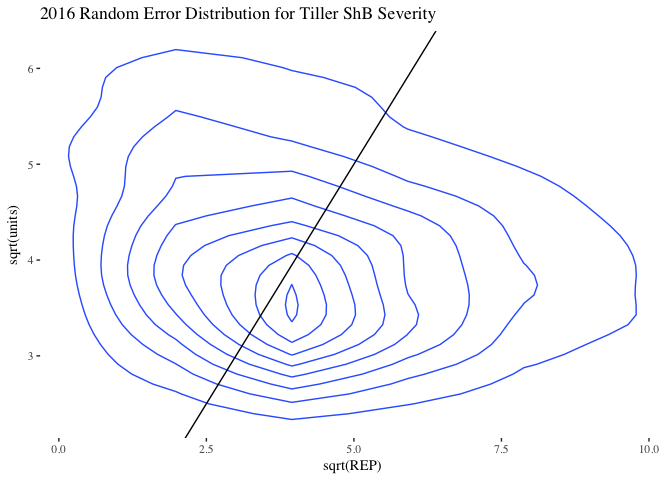 2016 Random Error Distribution for Tiller ShB Severity
sqrt(units)
6
5
4
3
0.0 2.5 5.0 7.5 10.0
sqrt(REP)